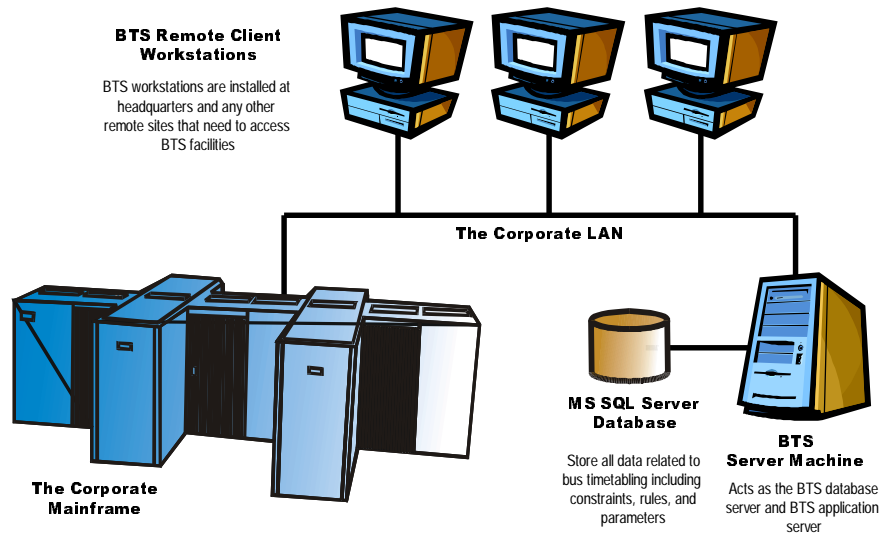 BTS Remote Client
Workstations
BTS workstations are installed at
headquarters and any other
remote sites that need to access
BTS facilities
The Corporate LAN
The Corporate
Mainframe
MS SQL Server
Database
Store all data related to
bus timetabling including
constraints, rules, and
parameters
BTS
Server Machine
Acts as the BTS database
server and BTS application
server